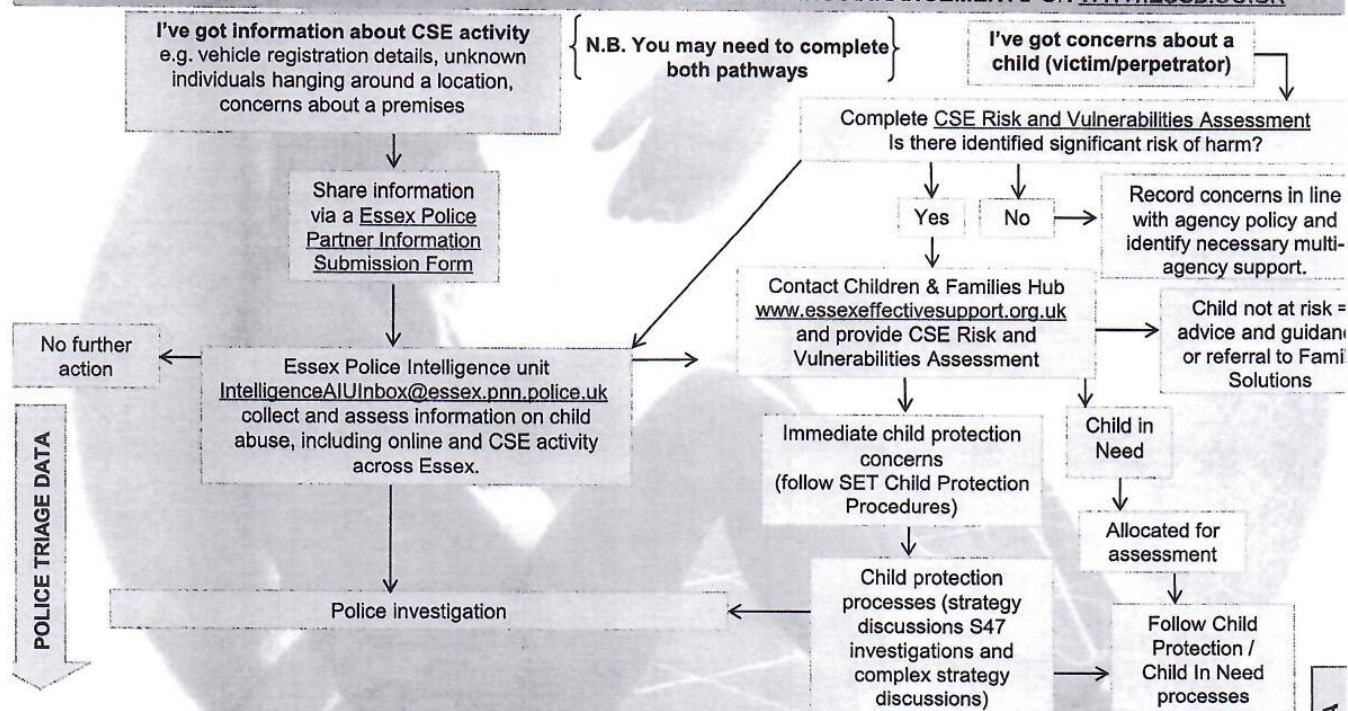 I've got information about CSE activity
e.g. vehicle registration details, unknown
individuals hanging around a location,
concerns about a premises
N.B. You may need to complete
both pathways
I've got concerns about a
child (victim/perpetrator)
Complete CSE Risk and Vulnerabilities Assessment
Is there identified significant risk of harm?
Share information
via a Essex Police
Partner Information
Submission Form
Yes
No
Record concerns in line
with agency policy and
identify necessary multi-
agency support.
Contact Children & Families Hub
www.essexeffectivesupport.org.uk
and provide CSE Risk and
Vulnerabilities Assessment
Child not at risk =
advice and guidan
or referral to Fami
Solutions
No further
action
Essex Police Intelligence unit
IntelligenceAIUInbox@essex.pnn.police.uk
collect and assess information on child
abuse, including online and CSE activity
across Essex.
Immediate child protection
concerns
(follow SET Child Protection
Procedures)
Child in
Need
Allocated for
assessment
POLICE TRIAGE DATA
Police investigation
Child protection
processes (strategy
discussions S47
investigations and
complex strategy
discussions)
Follow Child
Protection /
Child In Need
processes